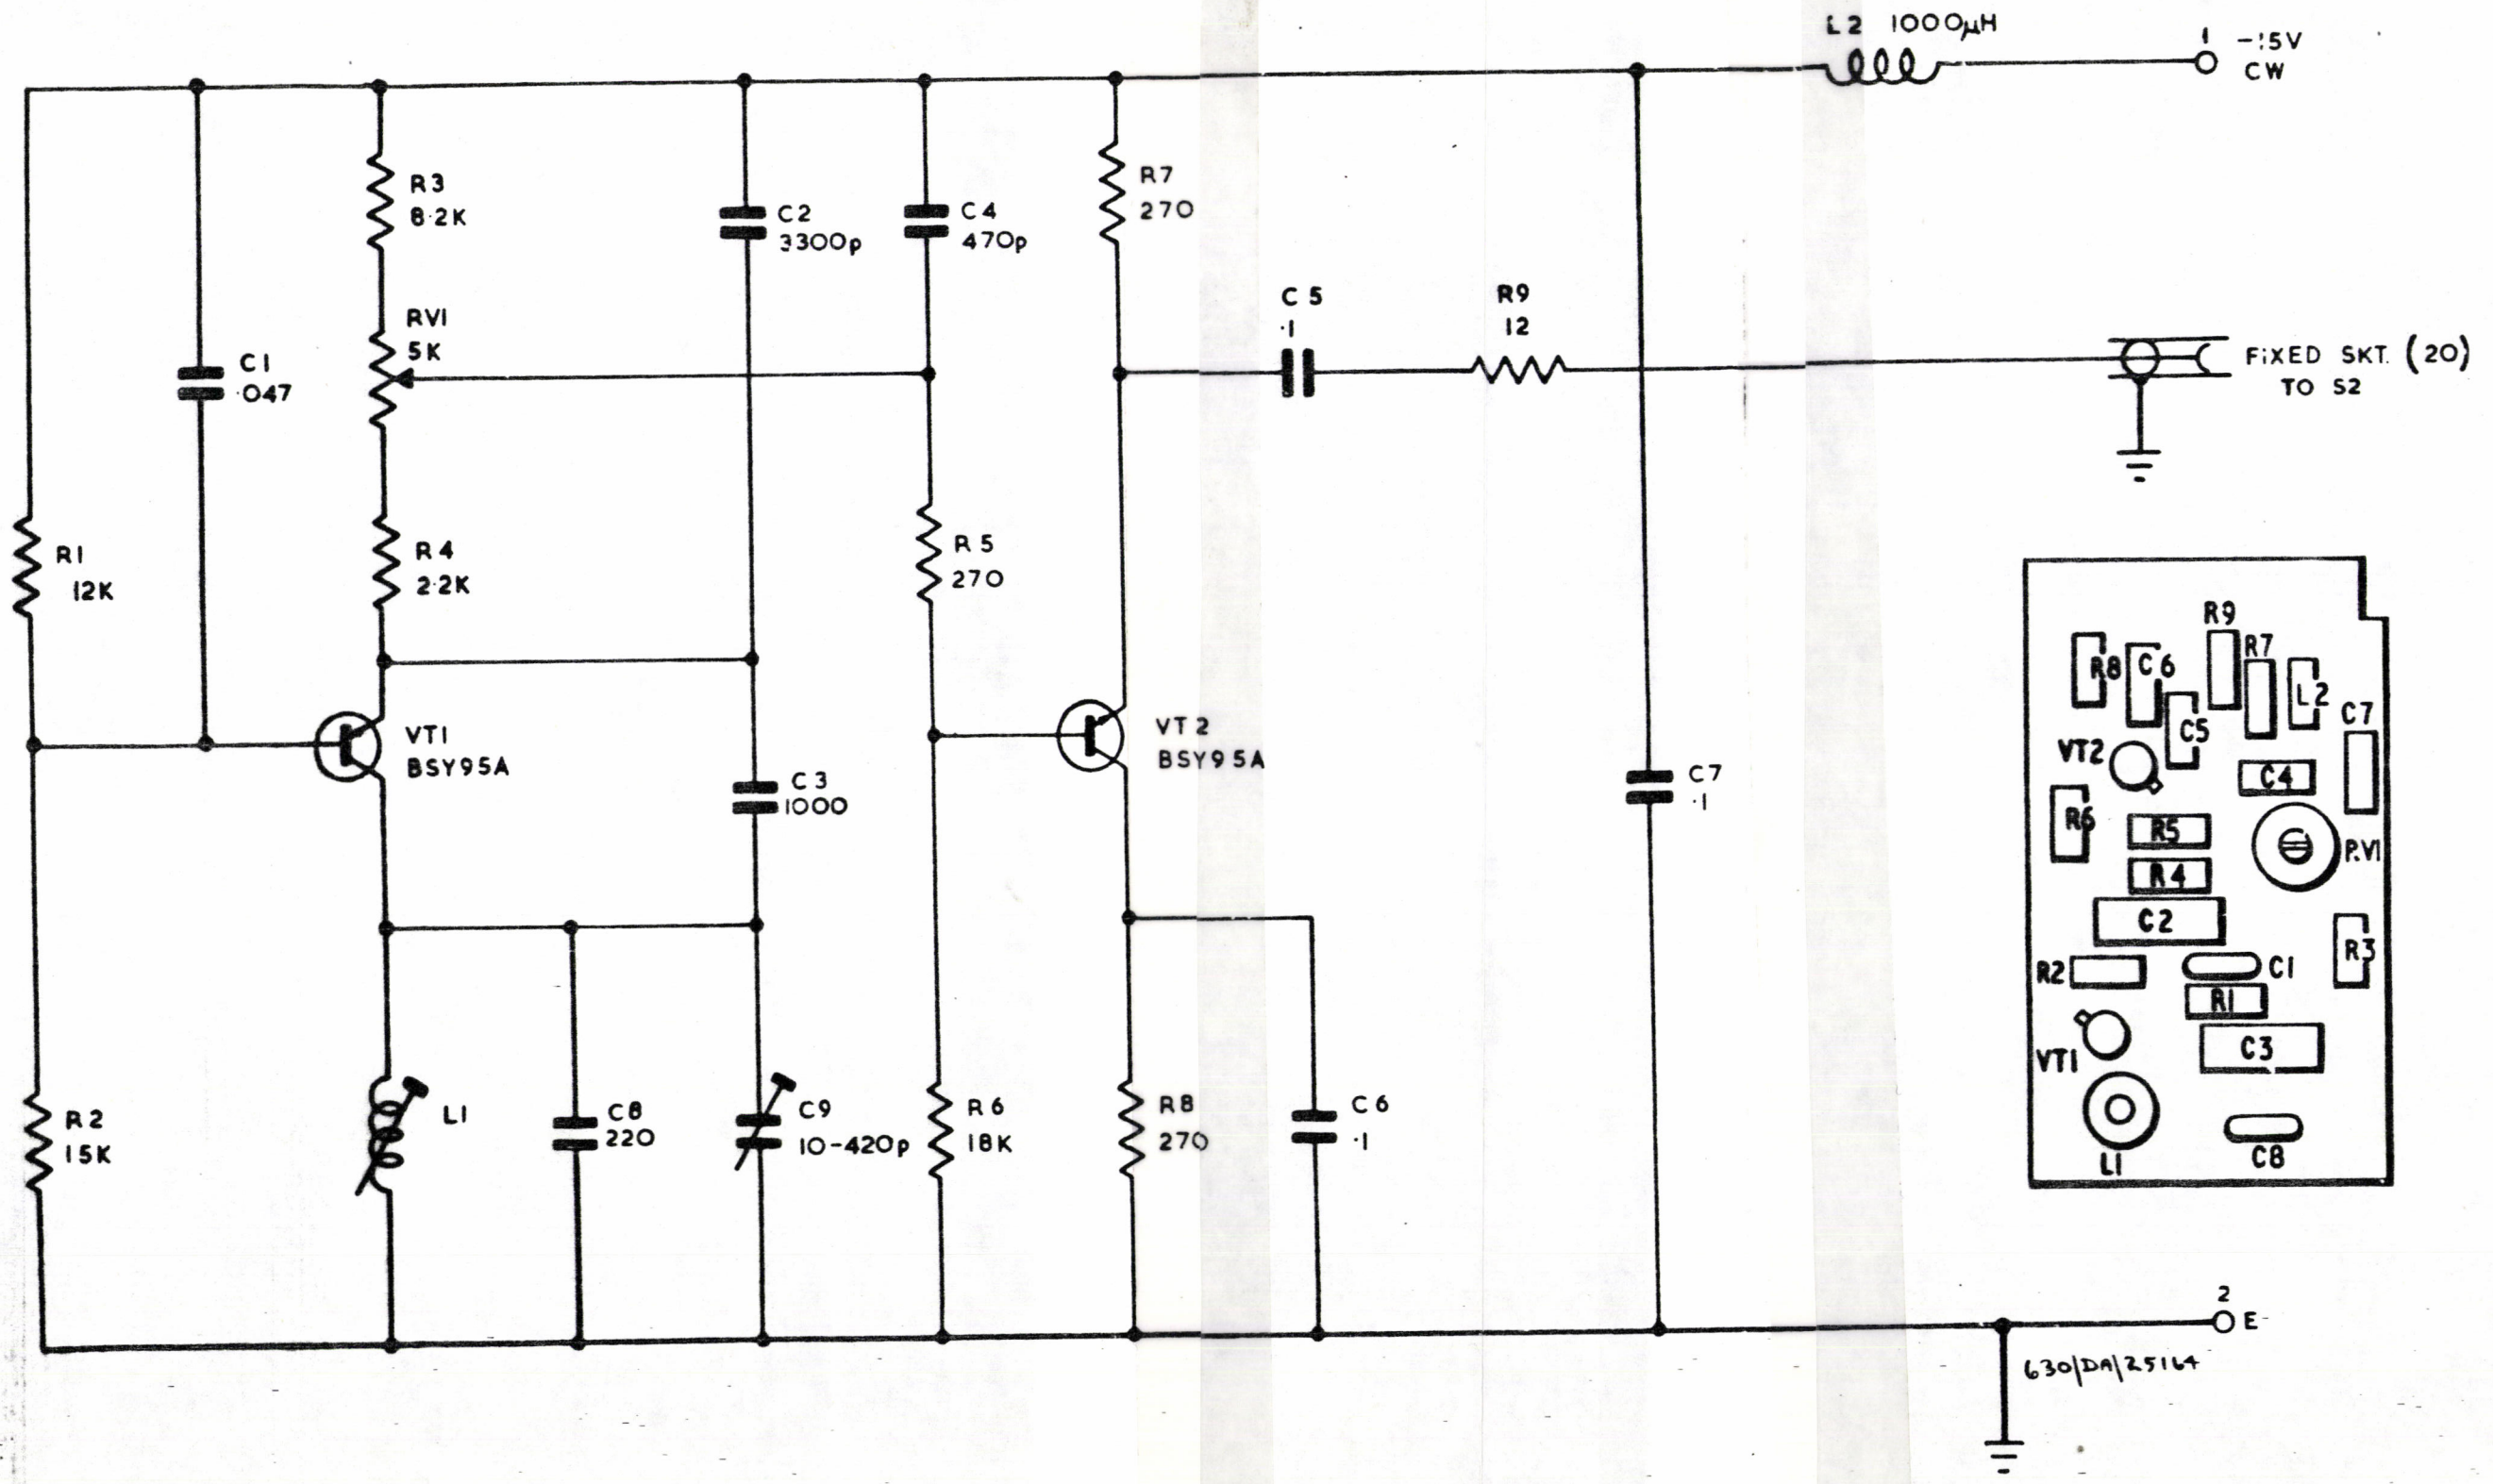 L2 1000µH
1 -15V
CW
R3
8·2K
C2
3300p
C4
470p
R7
270
RV1
5K
C1
·047
C5
·1
R9
12
FIXED SKT. (20)
TO S2
R1
12K
R4
2·2K
R5
270
VT1
BSY95A
VT2
BSY95A
C3
1000
C7
·1
R2
15K
L1
C8
220
C9
10-420p
R6
18K
R8
270
C6
·1
2
E
630/DA/25164
R9
R8
C6
R7
L2
C5
C7
VT2
C4
R6
R5
RV1
R4
C2
R3
R2
C1
R1
VT1
C3
L1
C8